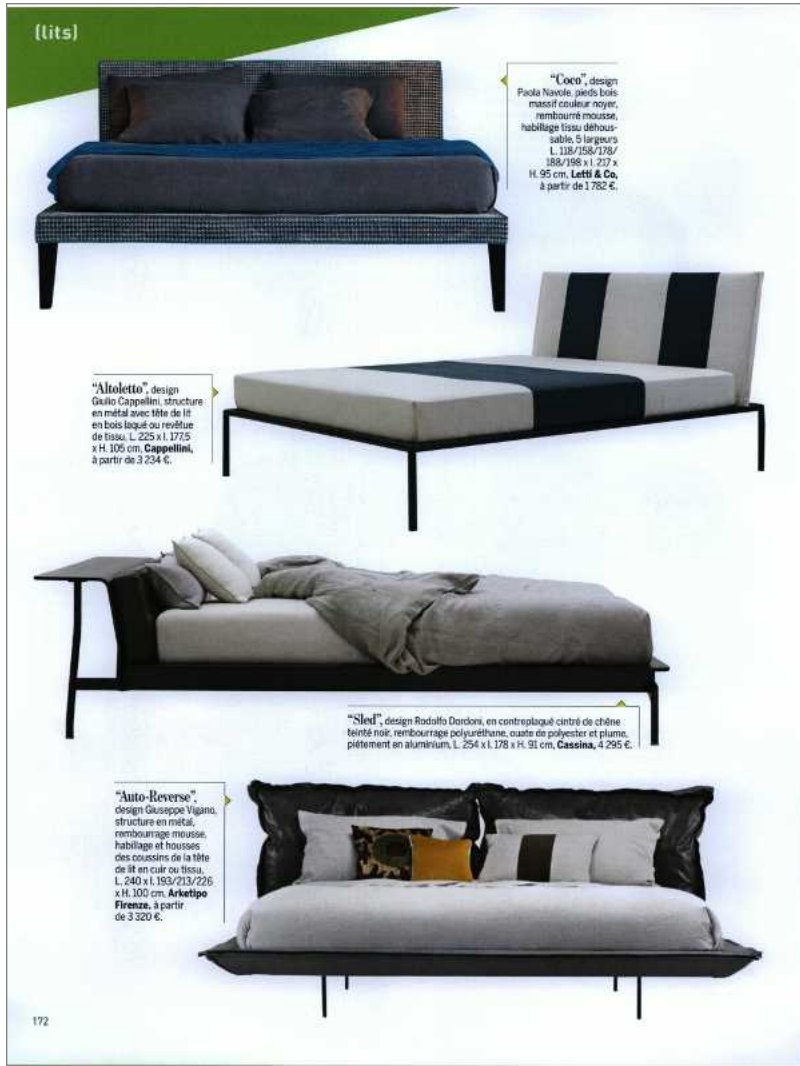 (lits)
"Coco", design
Paola Navole, pieds bois
massif couleur noyer,
rembourré mousse,
habillage tissu déhous-
sable, 5 largeurs
L. 118/158/178/
188/198 x l. 217 x
H. 95 cm, Letti & Co,
à partir de 1 782 €.
"Altoletto", design
Giulio Cappellini, structure
en métal avec tête de lit
en bois laqué ou revêtue
de tissu, L. 225 x l. 177,5
x H. 105 cm, Cappellini,
à partir de 3 234 €.
"Sled", design Rodolfo Dordoni, en contreplaqué cintré de chêne
teinté noir, rembourrage polyuréthane, ouate de polyester et plume,
piétement en aluminium, L. 254 x l. 178 x H. 91 cm, Cassina, 4 295 €.
"Auto-Reverse",
design Giuseppe Viganò,
structure en métal,
rembourrage mousse,
habillage et housses
des coussins de la tête
de lit en cuir ou tissu,
L. 240 x l. 193/213/226
x H. 100 cm, Arketipo
Firenze, à partir
de 3 320 €.
172